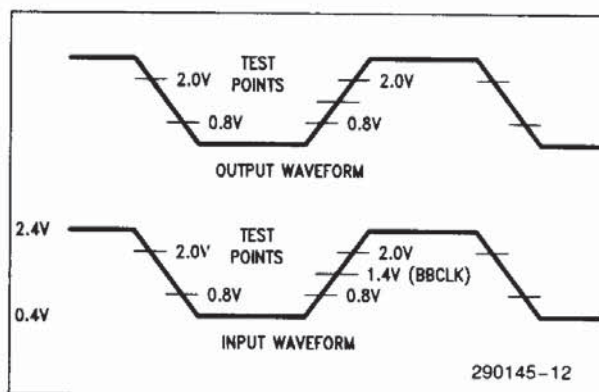 TEST
POINTS
2.0V
2.0V
0.8V
0.8V
OUTPUT WAVEFORM
2.4V
TEST
POINTS
2.0V
2.0V
1.4V (BBCLK)
0.8V
0.8V
0.4V
INPUT WAVEFORM
290145-12